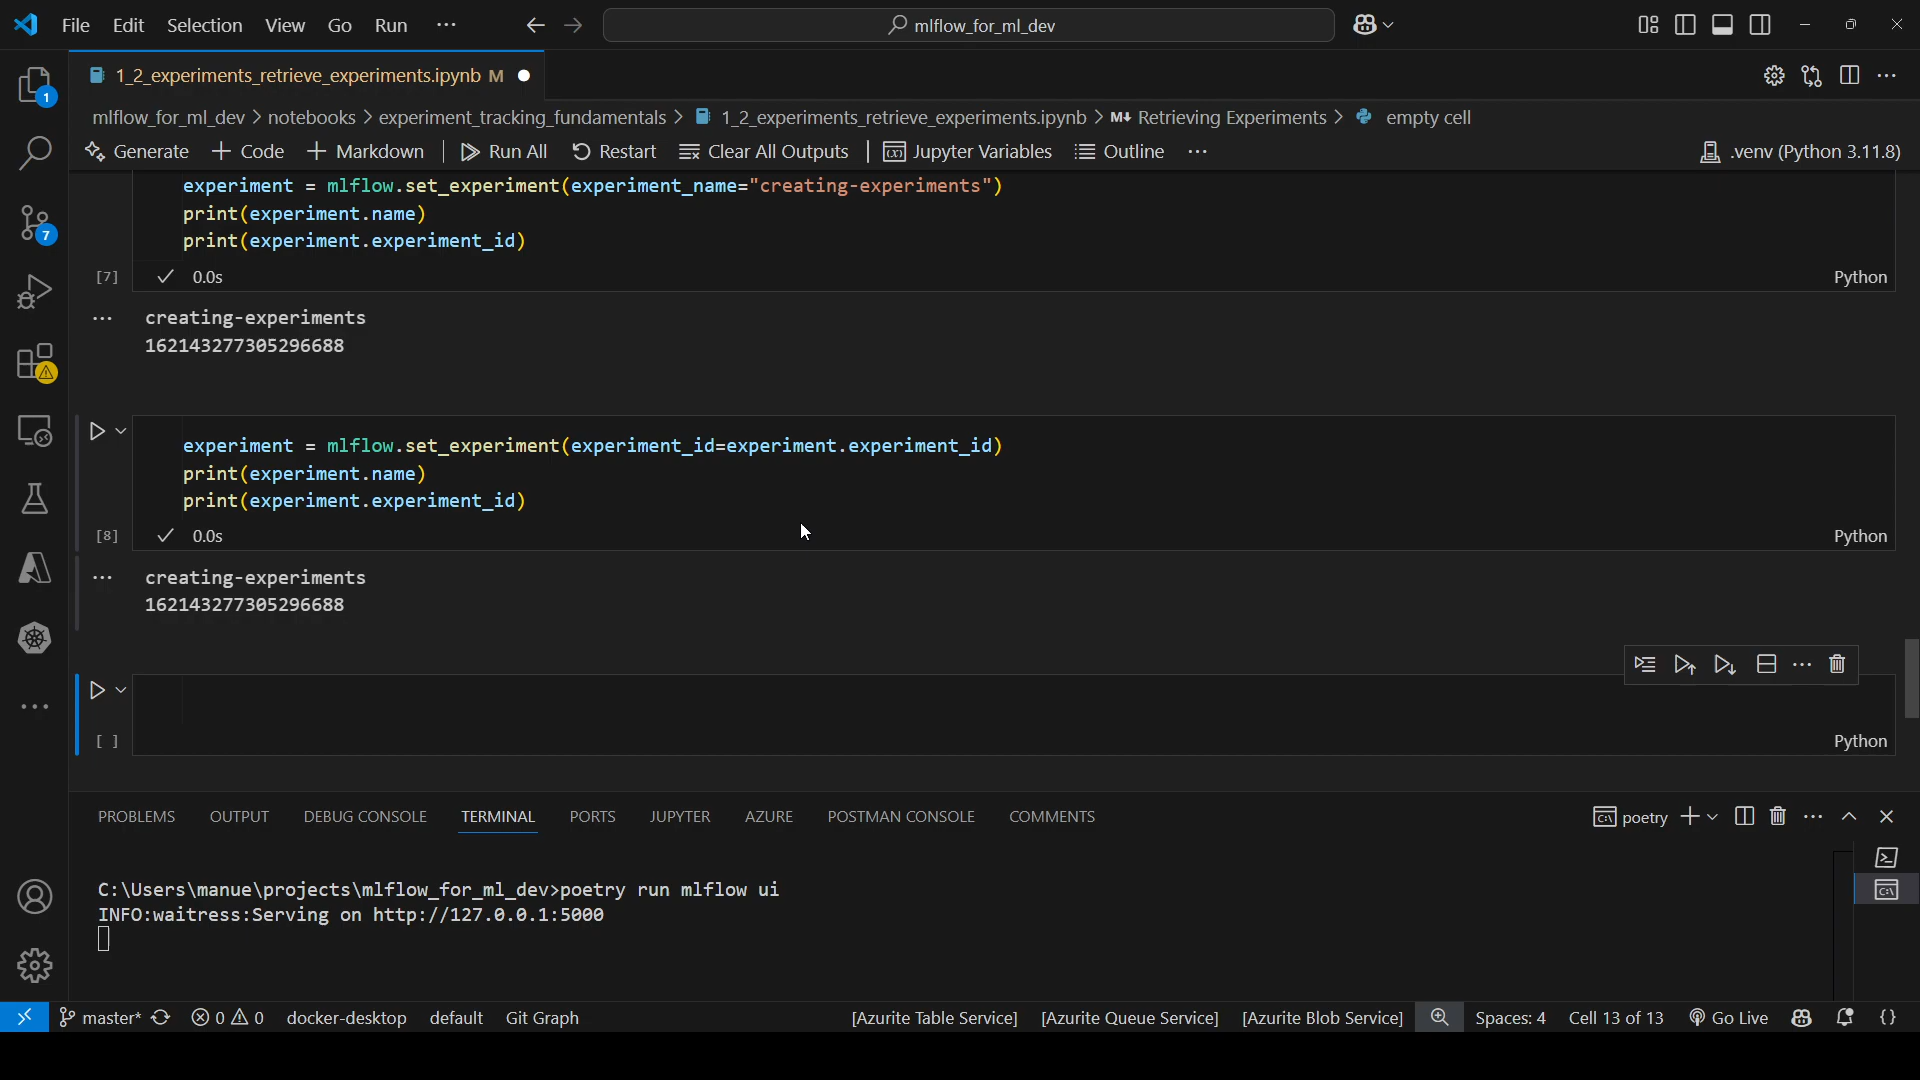 File Edit Selection View Go Run ··· mlflow_for_ml_dev
1_2_experiments_retrieve_experiments.ipynb M
mlflow_for_ml_dev > notebooks > experiment_tracking_fundamentals > 1_2_experiments_retrieve_experiments.ipynb > M↓ Retrieving Experiments > empty cell
Generate + Code + Markdown Run All Restart Clear All Outputs Jupyter Variables Outline ··· .venv (Python 3.11.8)
experiment = mlflow.set_experiment(experiment_name="creating-experiments")
print(experiment.name)
print(experiment.experiment_id)
[7] ✓ 0.0s Python
··· creating-experiments
162143277305296688
experiment = mlflow.set_experiment(experiment_id=experiment.experiment_id)
print(experiment.name)
print(experiment.experiment_id)
[8] ✓ 0.0s Python
··· creating-experiments
162143277305296688
[ ] Python
PROBLEMS OUTPUT DEBUG CONSOLE TERMINAL PORTS JUPYTER AZURE POSTMAN CONSOLE COMMENTS poetry
C:\Users\manue\projects\mlflow_for_ml_dev>poetry run mlflow ui
INFO:waitress:Serving on http://127.0.0.1:5000
1
7
master* 0 0 docker-desktop default Git Graph [Azurite Table Service] [Azurite Queue Service] [Azurite Blob Service] Spaces: 4 Cell 13 of 13 Go Live {}